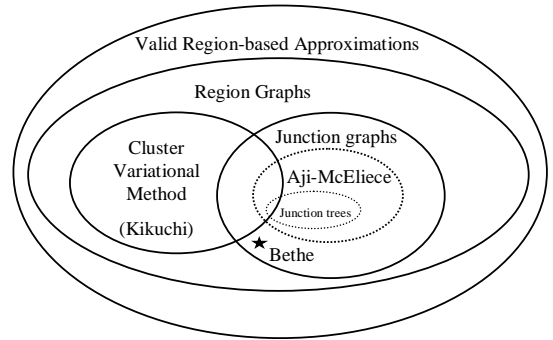 Valid Region-based Approximations
Region Graphs
Cluster
Variational
Method
(Kikuchi)
Junction graphs
Aji-McEliece
Junction trees
Bethe